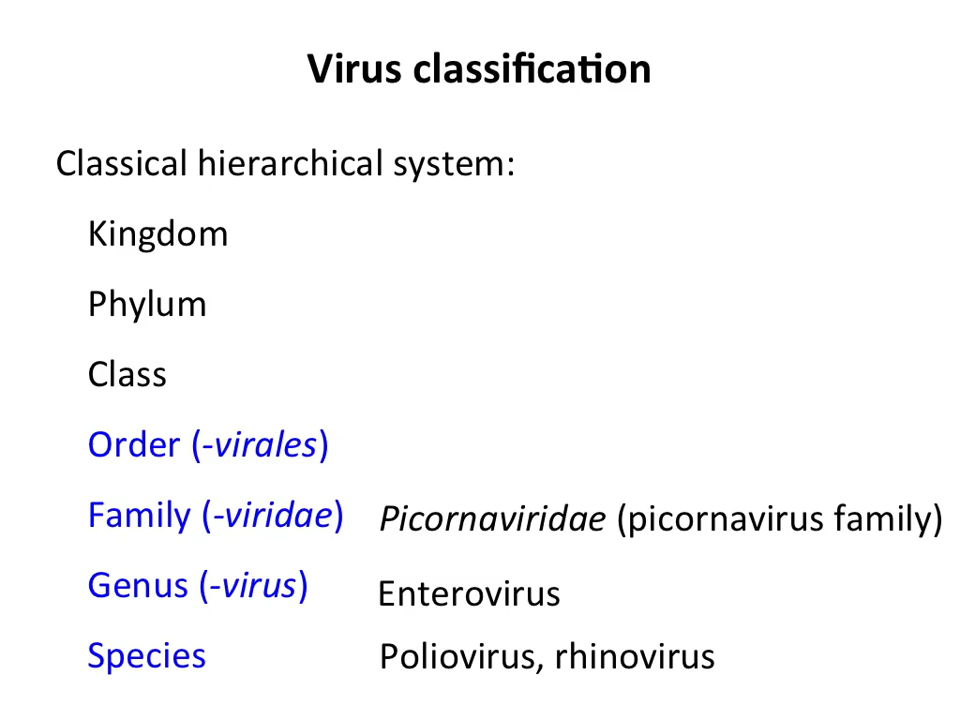 Virus classification
Classical hierarchical system:
Kingdom
Phylum
Class
Order (-virales)
Family (-viridae) Picornaviridae (picornavirus family)
Genus (-virus) Enterovirus
Species Poliovirus, rhinovirus